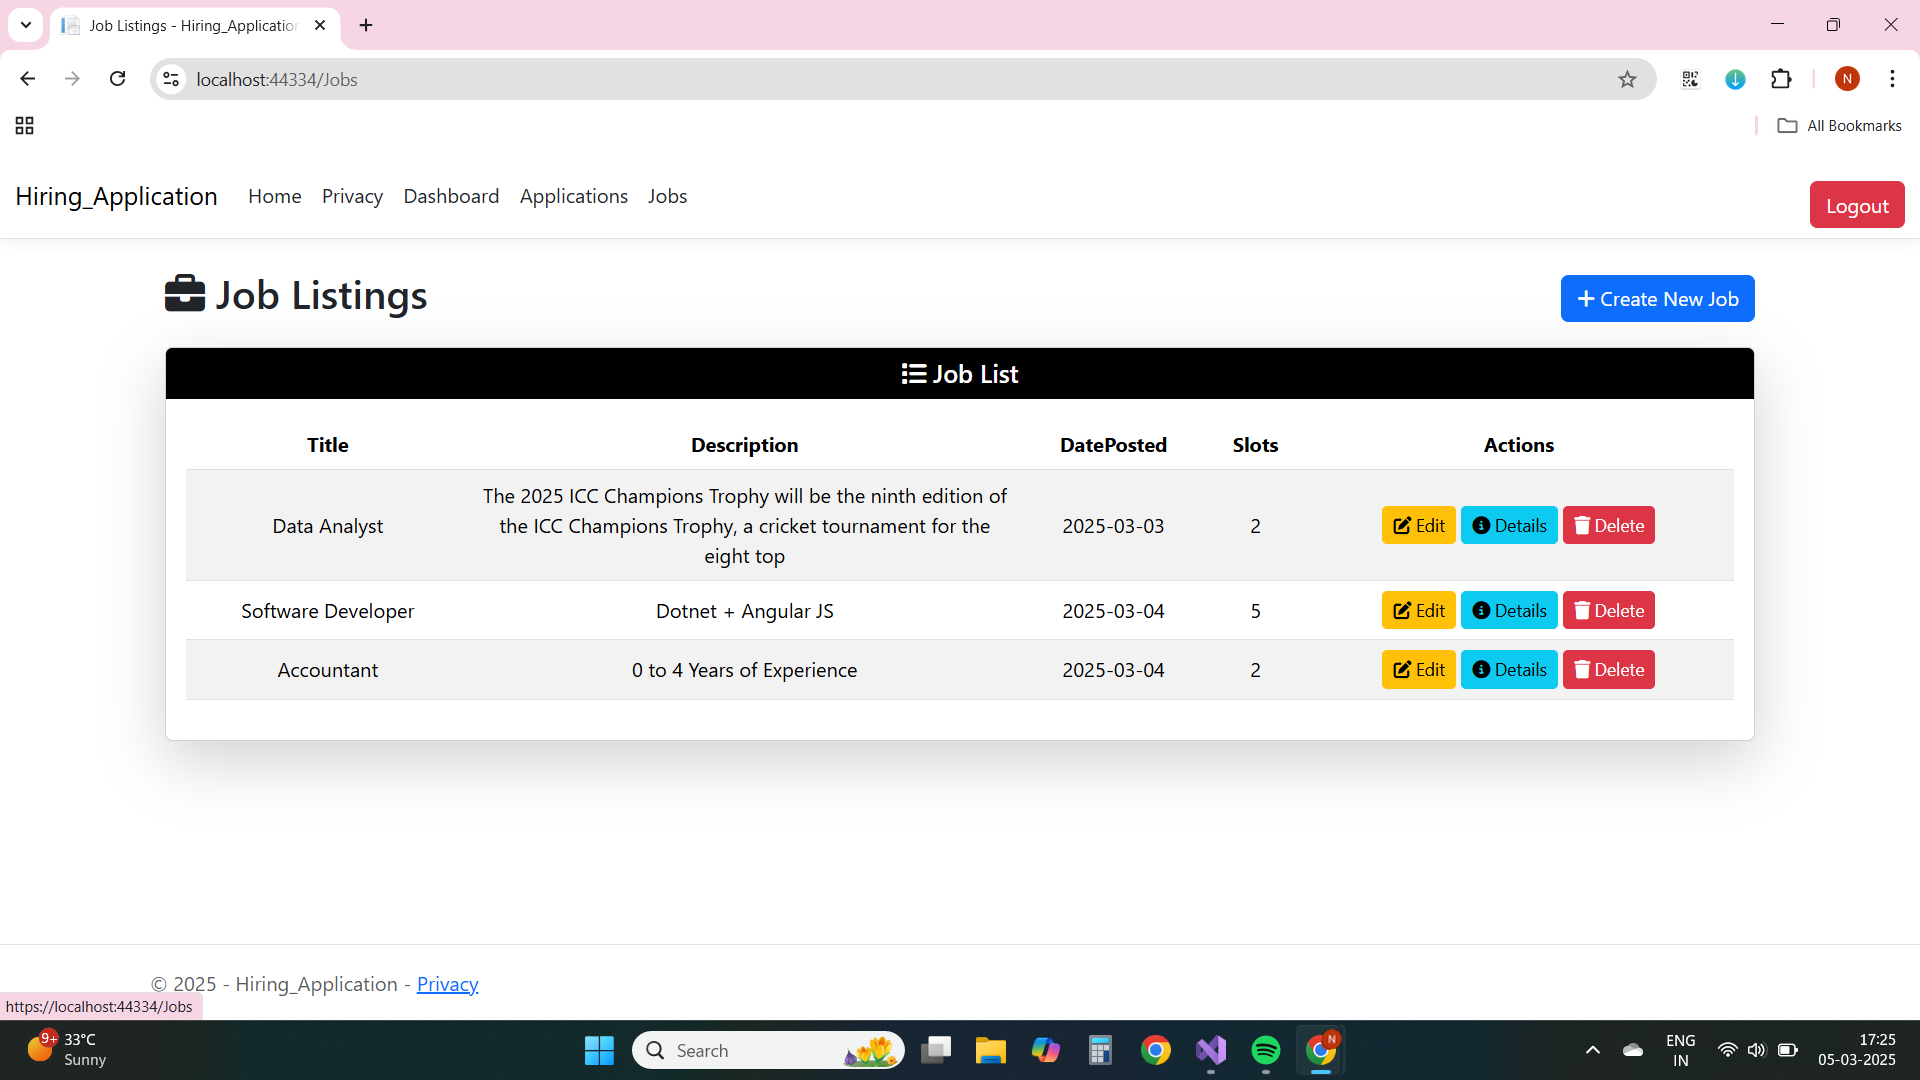 Job Listings - Hiring_Application
localhost:44334/Jobs
N
All Bookmarks
Hiring_Application Home Privacy Dashboard Applications Jobs
Logout
Job Listings
+ Create New Job
Job List
Title Description DatePosted Slots Actions
The 2025 ICC Champions Trophy will be the ninth edition of
Data Analyst the ICC Champions Trophy, a cricket tournament for the 2025-03-03 2 Edit Details Delete
eight top
Software Developer Dotnet + Angular JS 2025-03-04 5 Edit Details Delete
Accountant 0 to 4 Years of Experience 2025-03-04 2 Edit Details Delete
© 2025 - Hiring_Application - Privacy
https://localhost:44334/Jobs
9+ 33°C
Sunny
Search
N
ENG
IN
17:25
05-03-2025